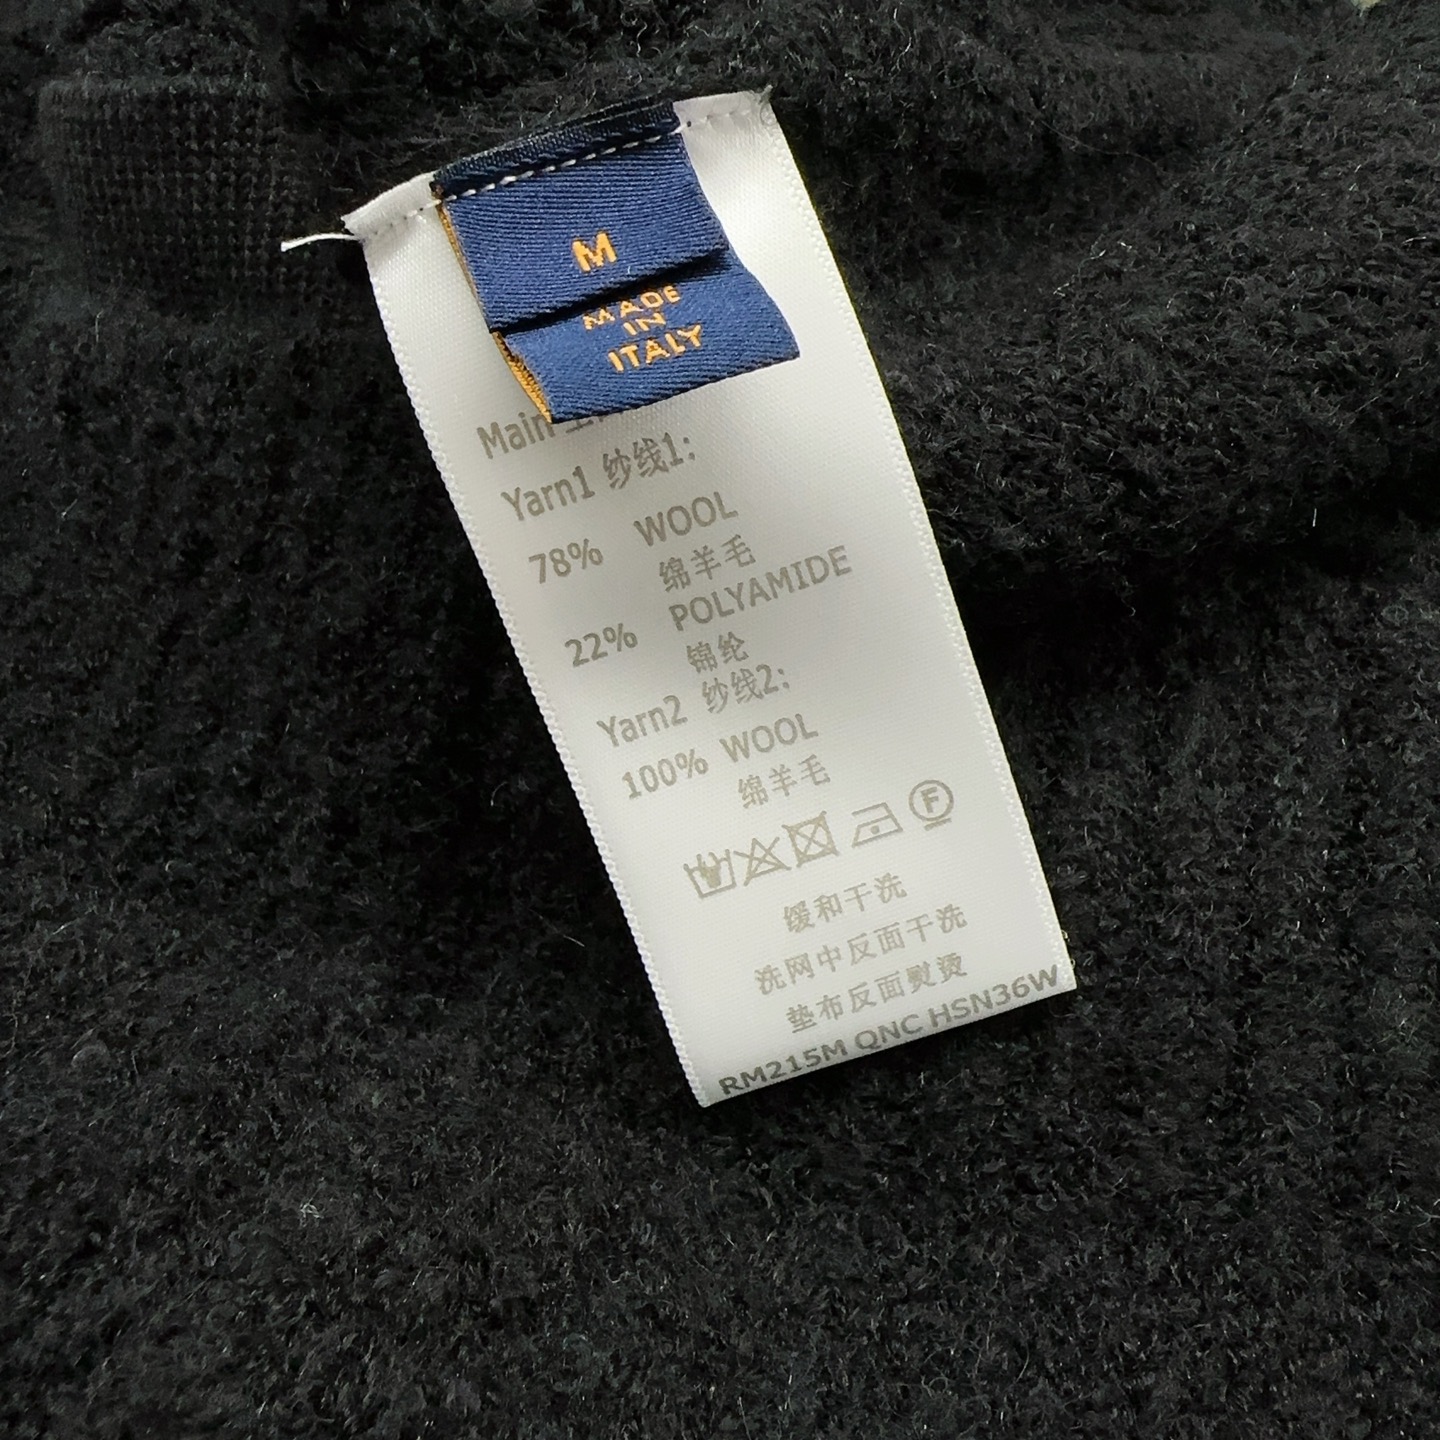 M
MADE
IN
ITALY
Main
Yarn1 纱线1:
78% WOOL
绵羊毛
22% POLYAMIDE
锦纶
Yarn2 纱线2:
100% WOOL
绵羊毛
F
缓和干洗
洗网中反面干洗
垫布反面熨烫
RM215M QNC HSN36W